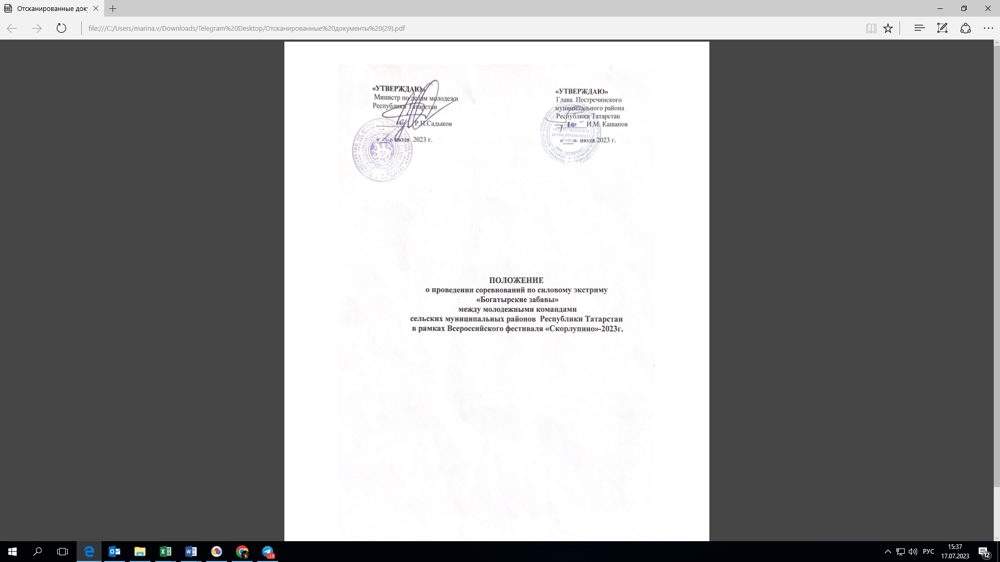 Отсканированные док
file:///C:/Users/marina.v/Downloads/Telegram%20Desktop/Отсканированные%20документы%20(29).pdf
«УТВЕРЖДАЮ»
Министр по делам молодежи
Республики Татарстан
Р.Н.Садыков
« » июля 2023 г.
«УТВЕРЖДАЮ»
Глава Пестречинского
муниципального района
Республики Татарстан
И.М. Кашапов
«___» июля 2023 г.
ПЕСТРЕЧИНСКОГО
МУНИЦИПАЛЬНОГО
РАЙОНА
ПОЛОЖЕНИЕ
о проведении соревнований по силовому экстриму
«Богатырские забавы»
между молодежными командами
сельских муниципальных районов Республики Татарстан
в рамках Всероссийского фестиваля «Скорлупино»-2023г.
РУС
15:37
17.07.2023
12